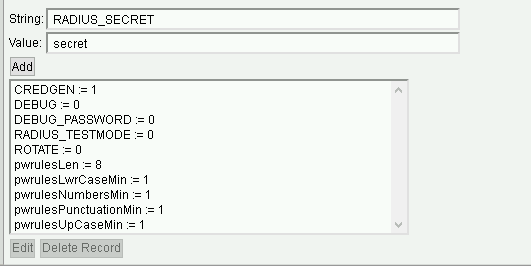 String: RADIUS_SECRET
Value: secret
Add
CREDGEN := 1
DEBUG := 0
DEBUG_PASSWORD := 0
RADIUS_TESTMODE := 0
ROTATE := 0
pwrulesLen := 8
pwrulesLwrCaseMin := 1
pwrulesNumbersMin := 1
pwrulesPunctuationMin := 1
pwrulesUpCaseMin := 1
Edit Delete Record